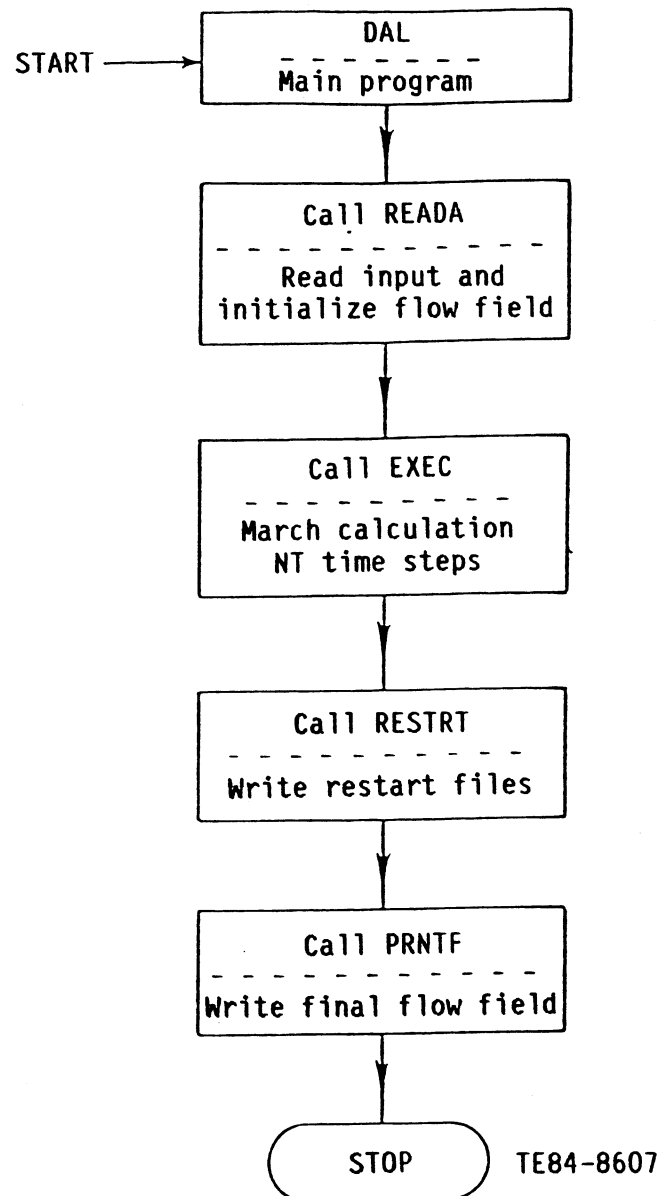 DAL
START
Main program
Call READA
Read input and
initialize flow field
Call EXEC
March calculation
NT time steps
Call RESTRT
Write restart files
Call PRNTF
Write final flow field
STOP TE84-8607